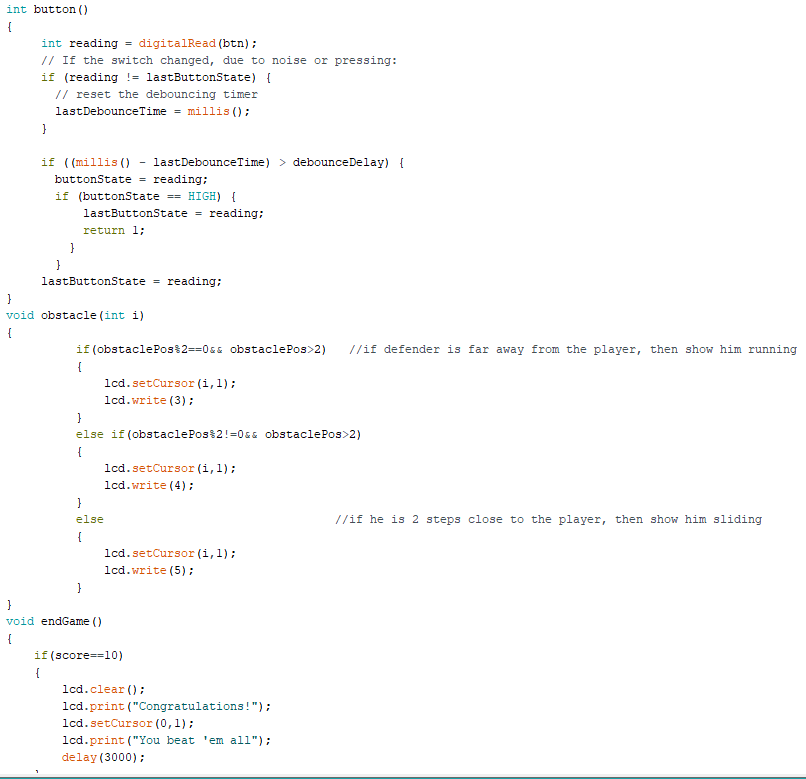 int button()
{
int reading = digitalRead(btn);
// If the switch changed, due to noise or pressing:
if (reading != lastButtonState) {
// reset the debouncing timer
lastDebounceTime = millis();
}
if ((millis() - lastDebounceTime) > debounceDelay) {
buttonState = reading;
if (buttonState == HIGH) {
lastButtonState = reading;
return 1;
}
}
lastButtonState = reading;
}
void obstacle(int i)
{
if(obstaclePos%2==0&& obstaclePos>2) //if defender is far away from the player, then show him running
{
lcd.setCursor(i,1);
lcd.write(3);
}
else if(obstaclePos%2!=0&& obstaclePos>2)
{
lcd.setCursor(i,1);
lcd.write(4);
}
else //if he is 2 steps close to the player, then show him sliding
{
lcd.setCursor(i,1);
lcd.write(5);
}
}
void endGame()
{
if(score==10)
{
lcd.clear();
lcd.print("Congratulations!");
lcd.setCursor(0,1);
lcd.print("You beat 'em all");
delay(3000);